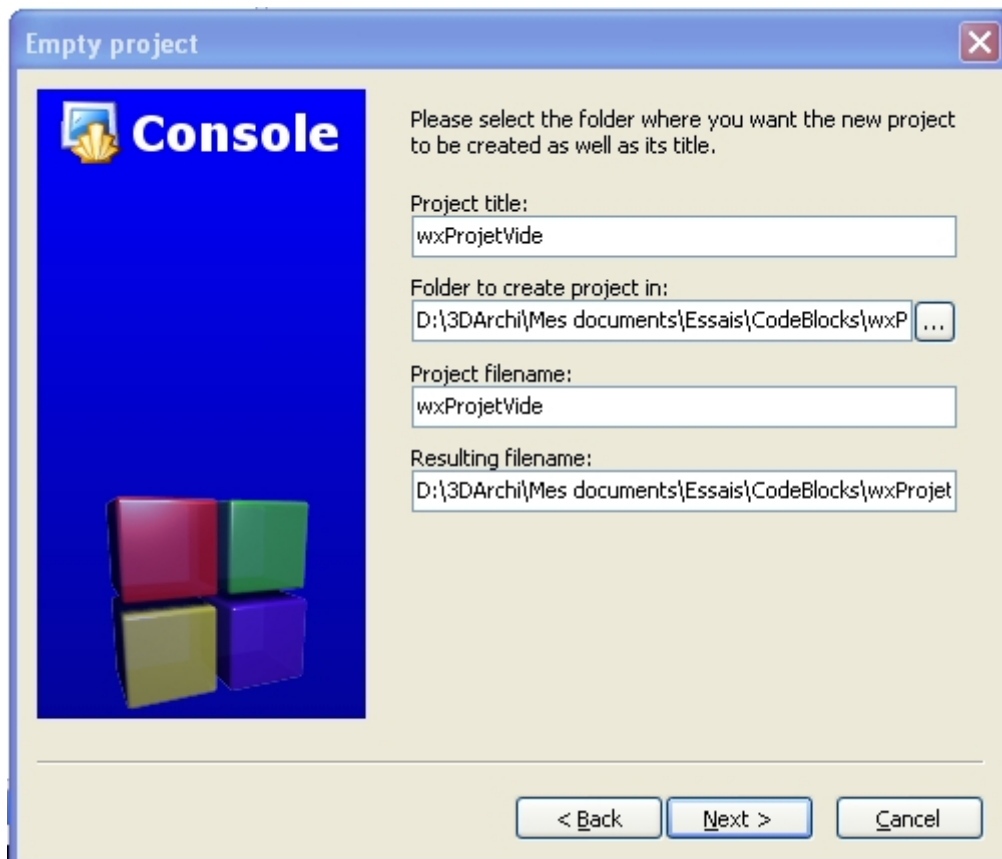 Empty project
Console
Please select the folder where you want the new project
to be created as well as its title.
Project title:
wxProjetVide
Folder to create project in:
D:\3DArchi\Mes documents\Essais\CodeBlocks\wxP
...
Project filename:
wxProjetVide
Resulting filename:
D:\3DArchi\Mes documents\Essais\CodeBlocks\wxProjet
< Back
Next >
Cancel